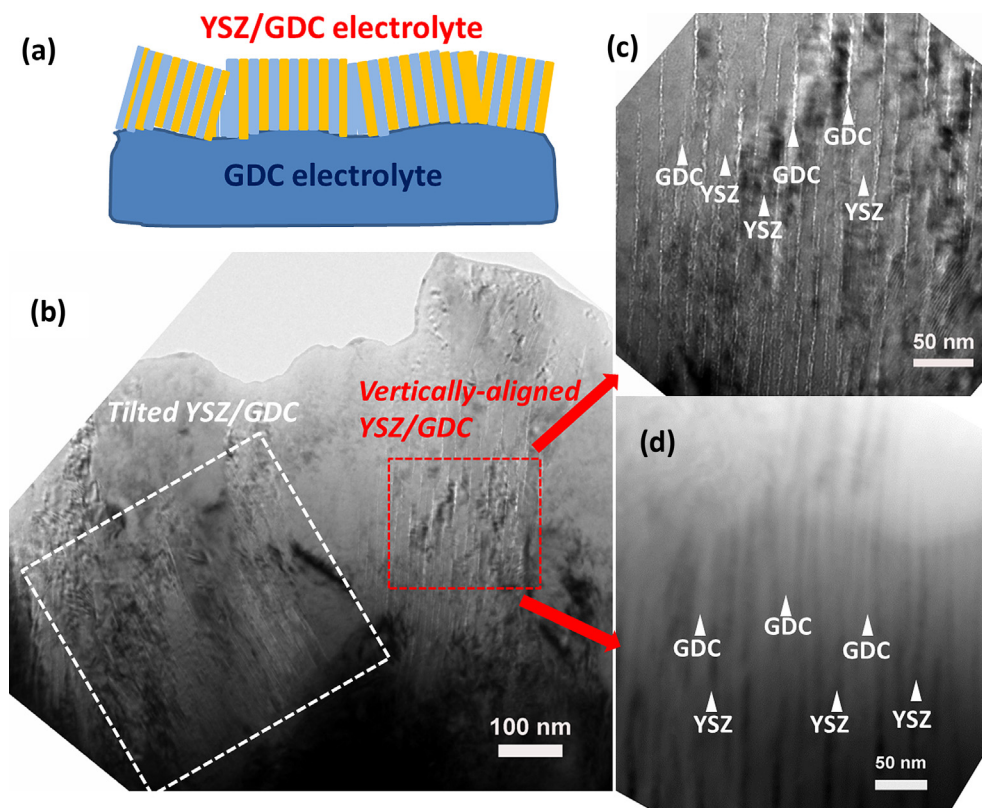 (a)
YSZ/GDC electrolyte
GDC electrolyte
(b)
Tilted YSZ/GDC
Vertically-aligned
YSZ/GDC
100 nm
(c)
GDC
YSZ
YSZ
GDC
GDC
YSZ
50 nm
(d)
GDC
GDC
GDC
YSZ
YSZ
YSZ
50 nm